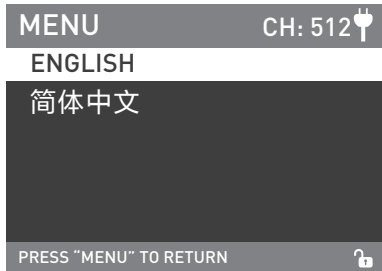 MENU CH: 512
ENGLISH
简体中文
PRESS “MENU” TO RETURN